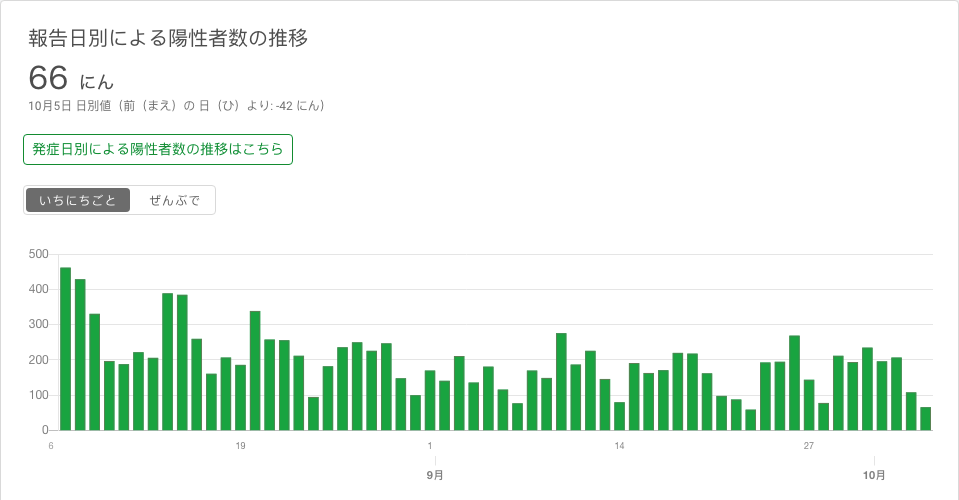 報告日別による陽性者数の推移
66 にん
10月5日 日別値（前（まえ）の 日（ひ）より: -42 にん）
発症日別による陽性者数の推移はこちら
いちにちごと ぜんぶで
500
400
300
200
100
0
6 19 1 14 27
9月 10月